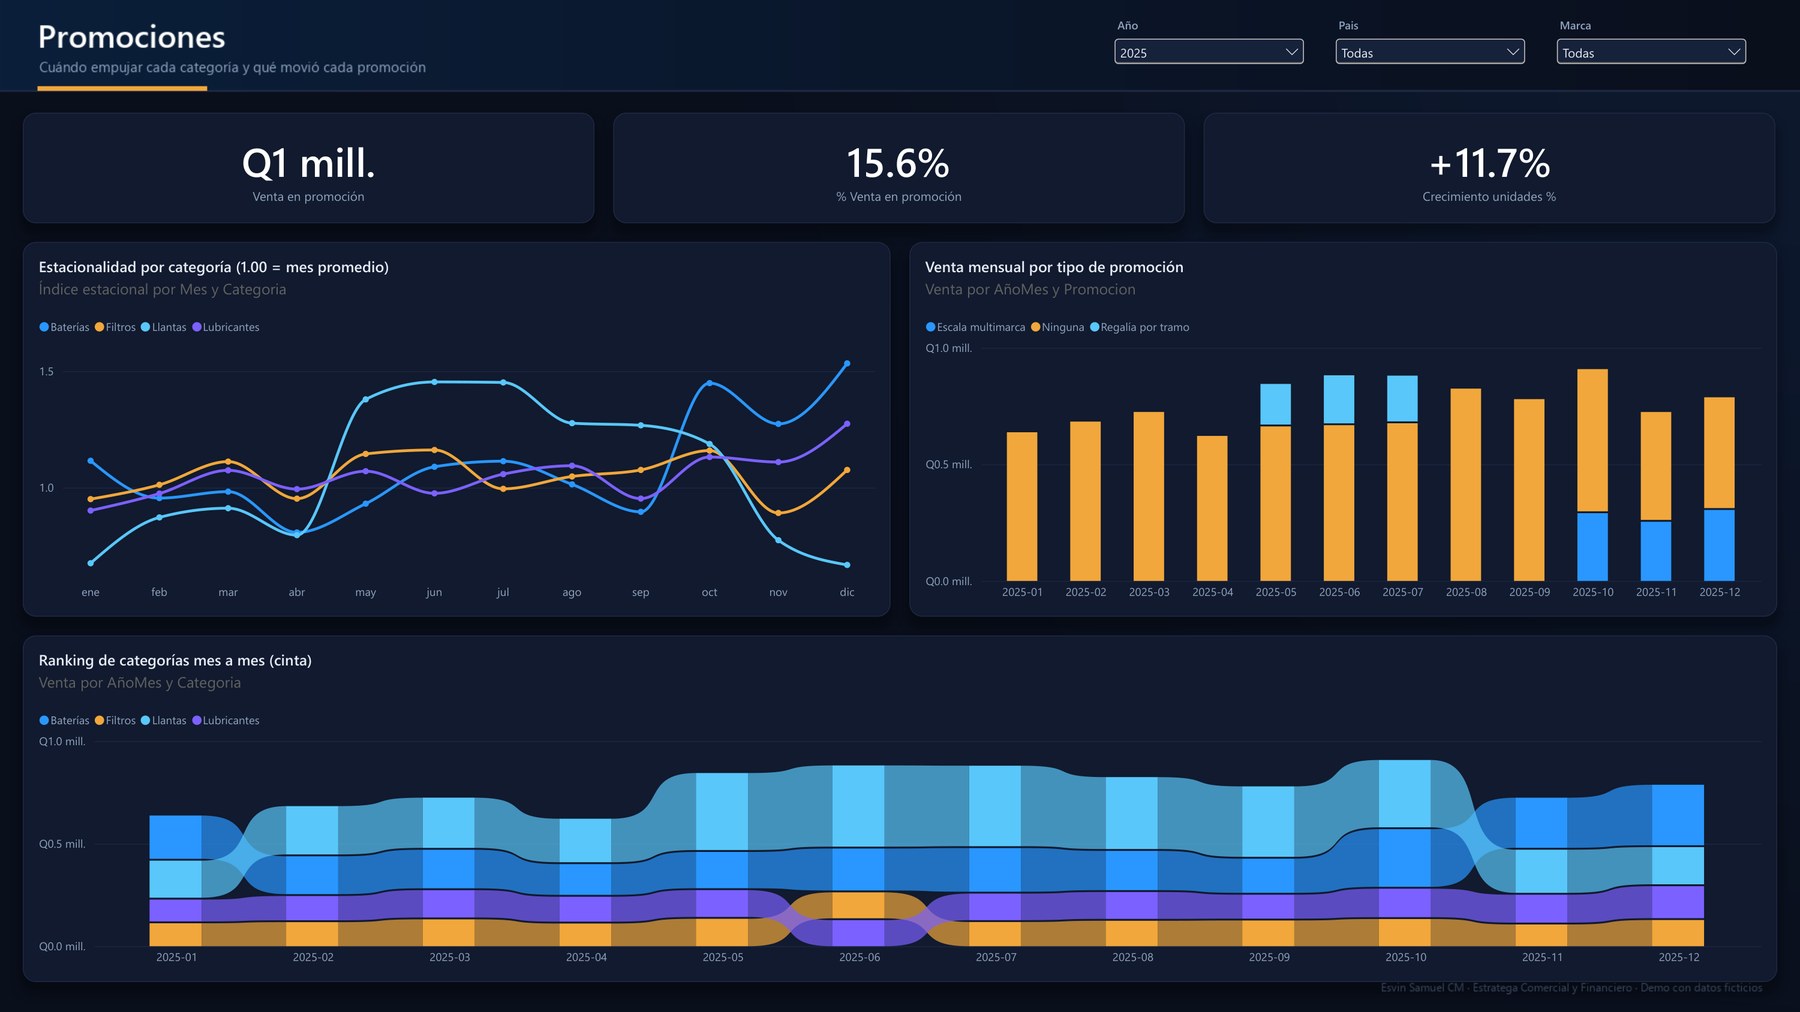 Promociones
Cuándo empujar cada categoría y qué movió cada promoción
Año
2025
Pais
Todas
Marca
Todas
Q1 mill.
Venta en promoción
15.6%
% Venta en promoción
+11.7%
Crecimiento unidades %
Estacionalidad por categoría (1.00 = mes promedio)
Índice estacional por Mes y Categoria
Baterías Filtros Llantas Lubricantes
1.5
1.0
ene feb mar abr may jun jul ago sep oct nov dic
Venta mensual por tipo de promoción
Venta por AñoMes y Promocion
Escala multimarca Ninguna Regalía por tramo
Q1.0 mill.
Q0.5 mill.
Q0.0 mill.
2025-01 2025-02 2025-03 2025-04 2025-05 2025-06 2025-07 2025-08 2025-09 2025-10 2025-11 2025-12
Ranking de categorías mes a mes (cinta)
Venta por AñoMes y Categoria
Baterías Filtros Llantas Lubricantes
Q1.0 mill.
Q0.5 mill.
Q0.0 mill.
2025-01 2025-02 2025-03 2025-04 2025-05 2025-06 2025-07 2025-08 2025-09 2025-10 2025-11 2025-12
Esvin Samuel CM · Estratega Comercial y Financiero · Demo con datos ficticios